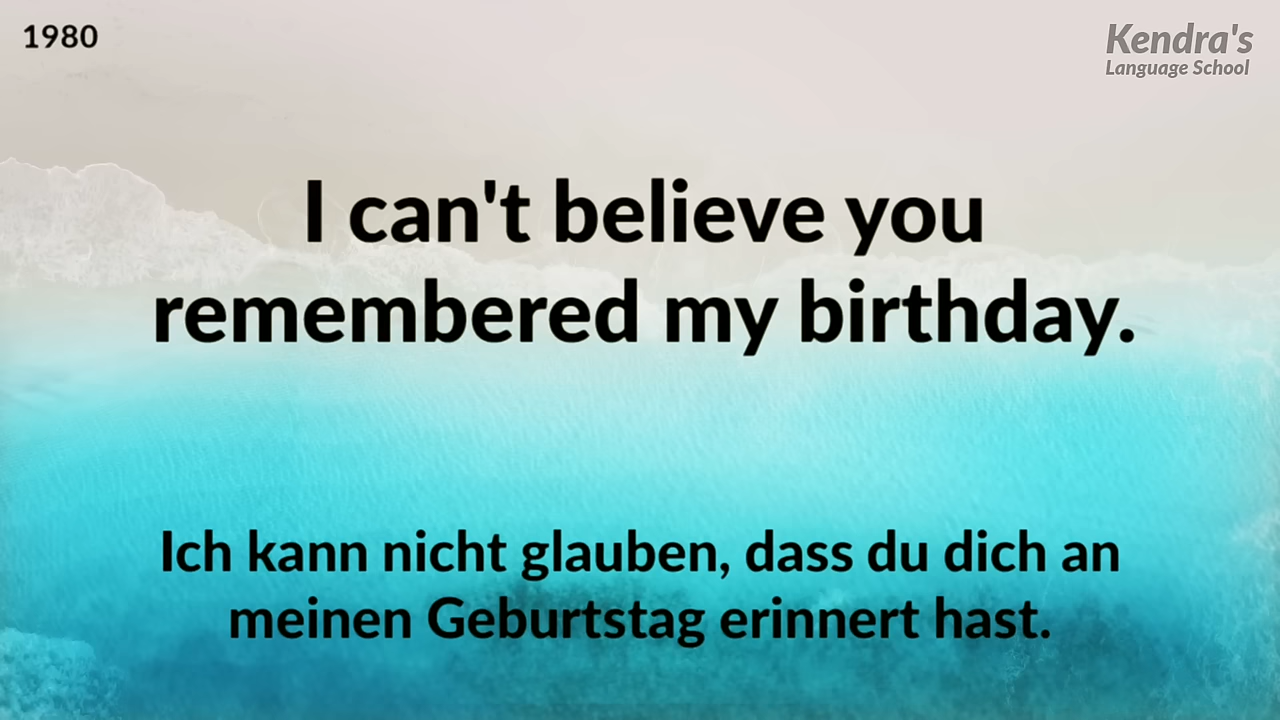 1980
Kendra's
Language School
I can't believe you
remembered my birthday.
Ich kann nicht glauben, dass du dich an
meinen Geburtstag erinnert hast.